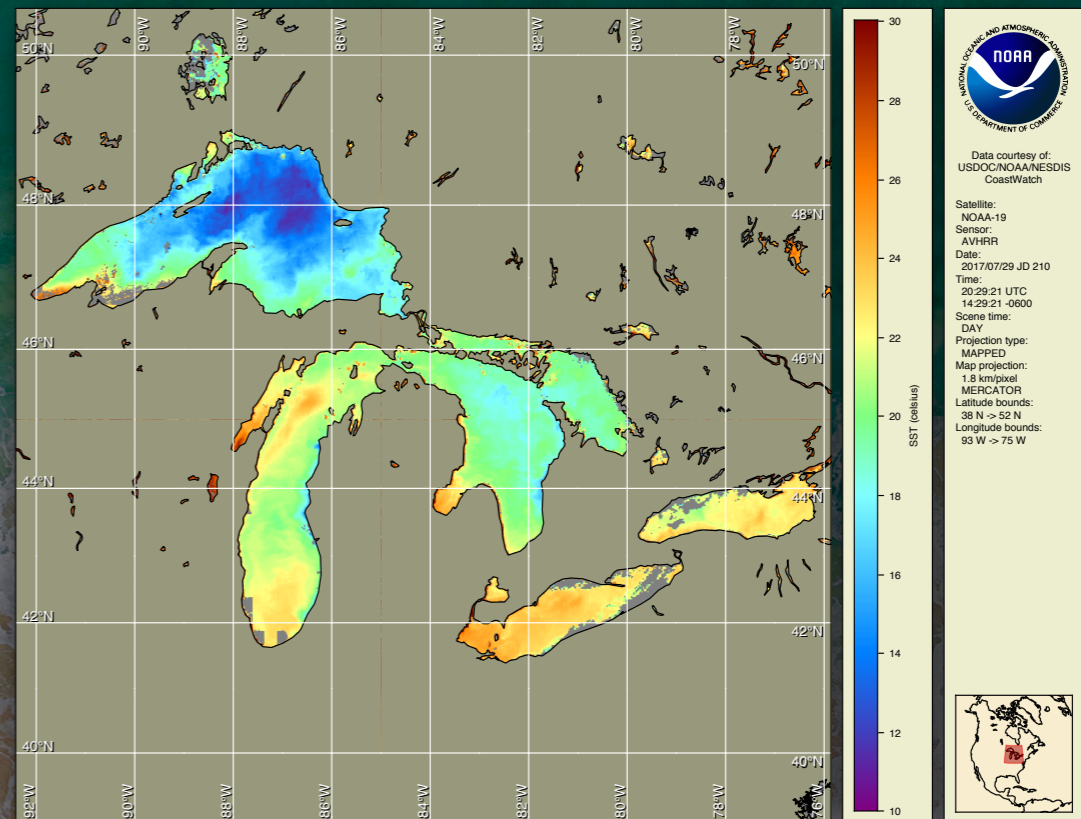 90°W
88°W
86°W
84°W
82°W
80°W
78°W
50°N
50°N
48°N
48°N
46°N
46°N
44°N
44°N
42°N
42°N
40°N
40°N
92°W
90°W
88°W
86°W
84°W
82°W
80°W
78°W
76°W
30
28
26
24
22
20
18
16
14
12
10
SST (celsius)
NATIONAL OCEANIC AND ATMOSPHERIC ADMINISTRATION
NOAA
U.S. DEPARTMENT OF COMMERCE
Data courtesy of:
USDOC/NOAA/NESDIS
CoastWatch
Satellite:
NOAA-19
Sensor:
AVHRR
Date:
2017/07/29 JD 210
Time:
20:29:21 UTC
14:29:21 -0600
Scene time:
DAY
Projection type:
MAPPED
Map projection:
1.8 km/pixel
MERCATOR
Latitude bounds:
38 N -> 52 N
Longitude bounds:
93 W -> 75 W